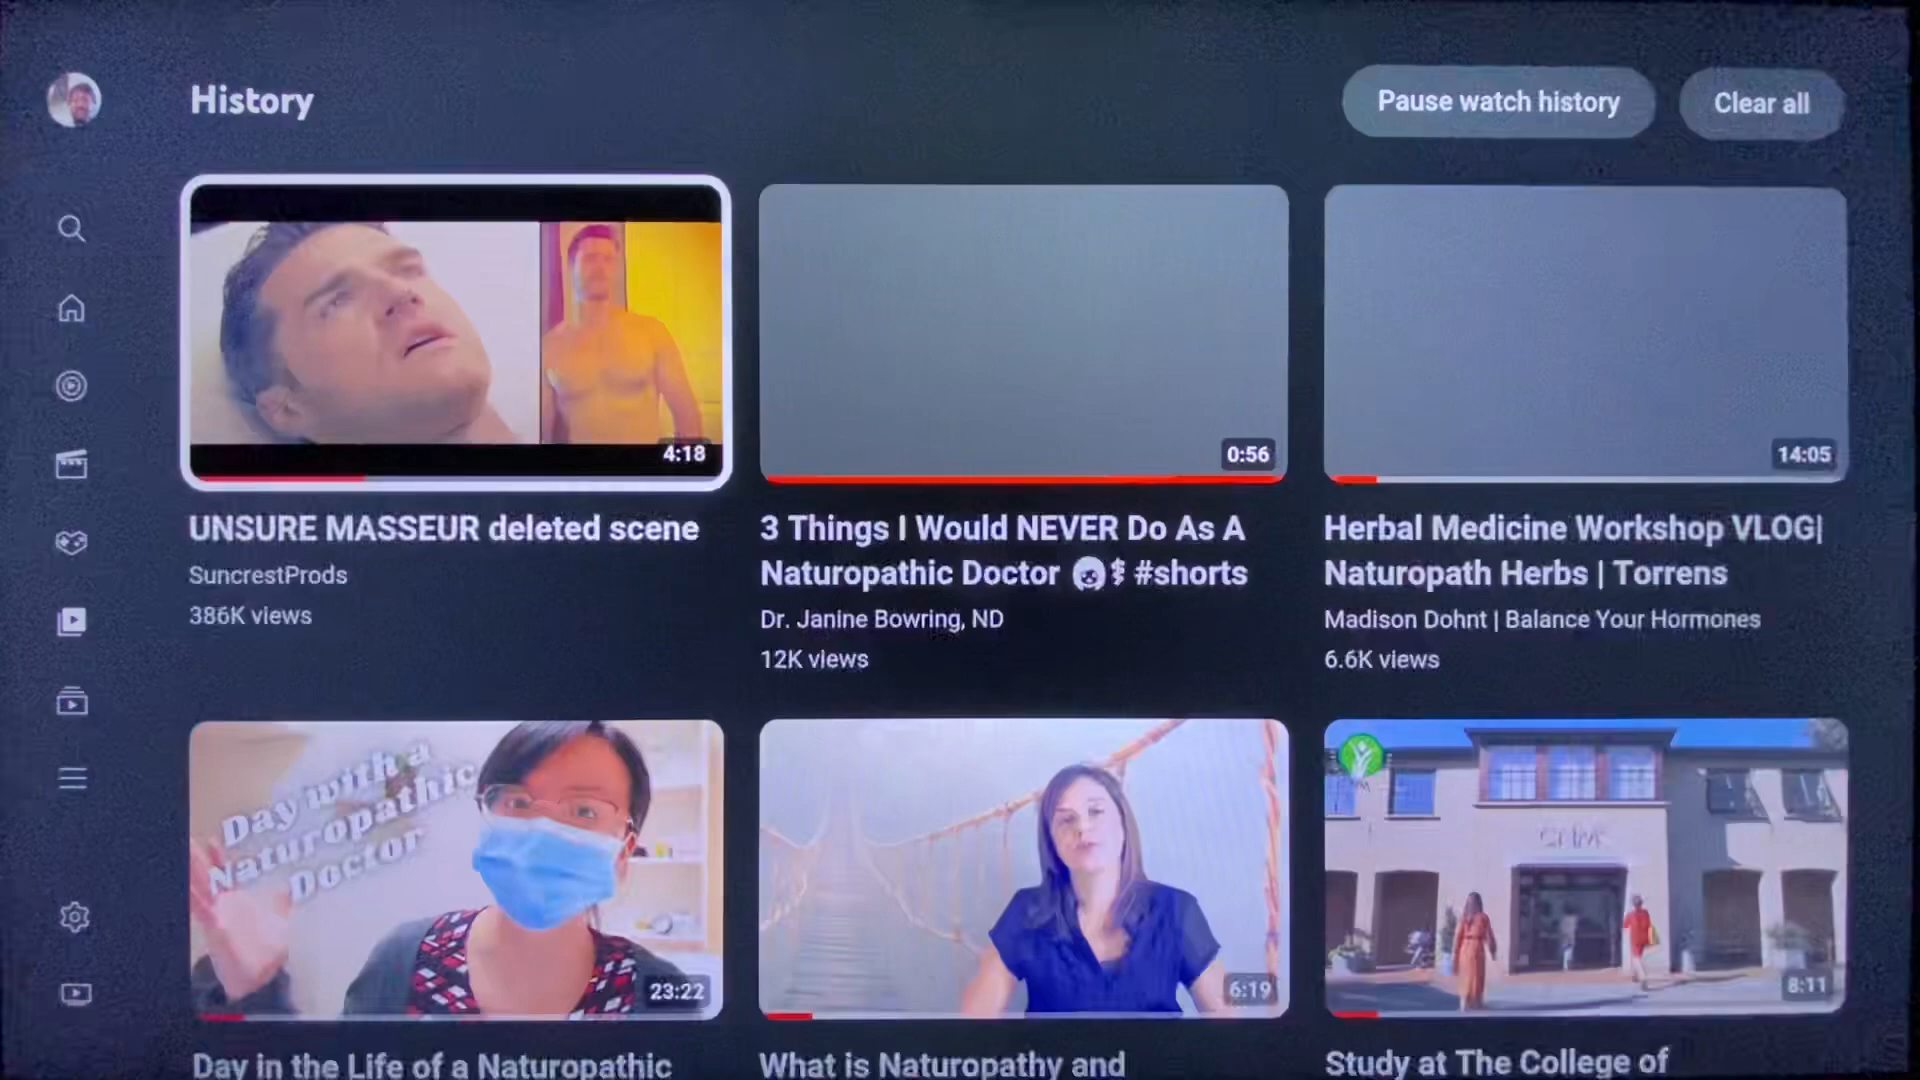 History
Pause watch history
Clear all
4:18
0:56
14:05
UNSURE MASSEUR deleted scene
SuncrestProds
386K views
3 Things I Would NEVER Do As A
Naturopathic Doctor #shorts
Dr. Janine Bowring, ND
12K views
Herbal Medicine Workshop VLOG|
Naturopath Herbs | Torrens
Madison Dohnt | Balance Your Hormones
6.6K views
Day with a
Naturopathic
Doctor
23:22
6:19
8:11
Day in the Life of a Naturopathic
What is Naturopathy and
Study at The College of